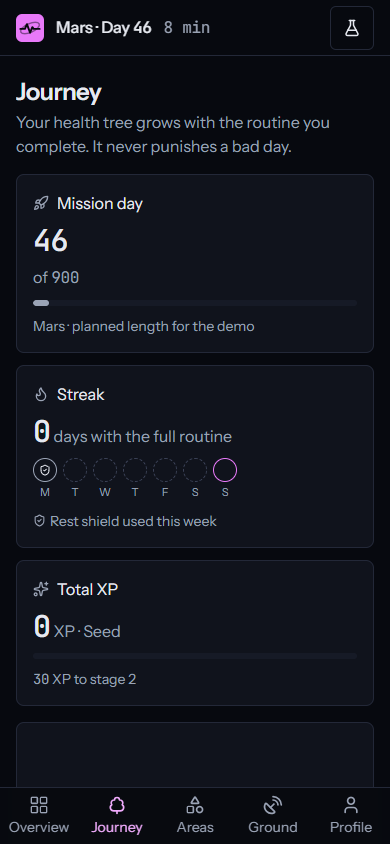 Mars · Day 46 8 min
Journey
Your health tree grows with the routine you
complete. It never punishes a bad day.
Mission day
46
of 900
Mars · planned length for the demo
Streak
0 days with the full routine
M T W T F S S
Rest shield used this week
Total XP
0 XP · Seed
30 XP to stage 2
Overview Journey Areas Ground Profile